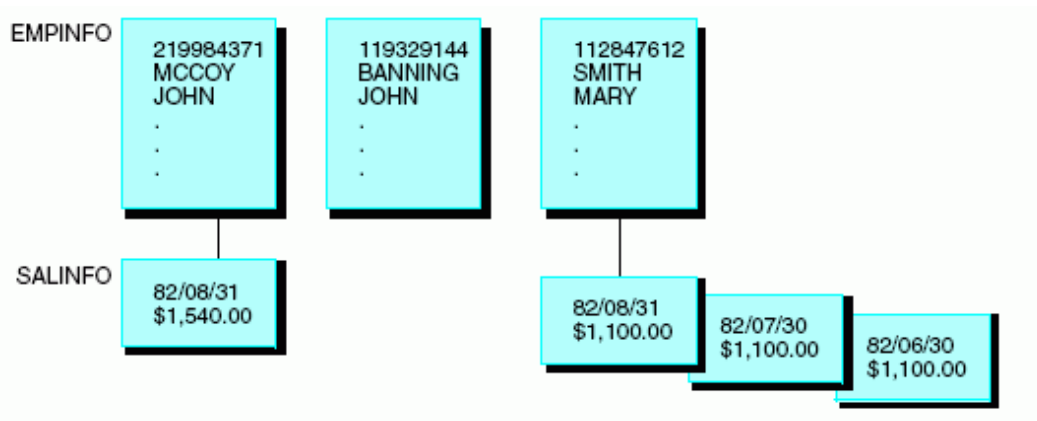 EMPINFO
219984371
MCCOY
JOHN
.
.
.
119329144
BANNING
JOHN
.
.
.
112847612
SMITH
MARY
.
.
.
SALINFO
82/08/31
$1,540.00
82/08/31
$1,100.00
82/07/30
$1,100.00
82/06/30
$1,100.00